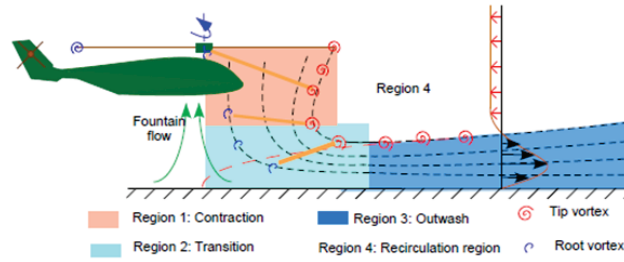 Region 4
Fountain
flow
Region 1: Contraction
Region 3: Outwash
Tip vortex
Region 2: Transition
Region 4: Recirculation region
Root vortex